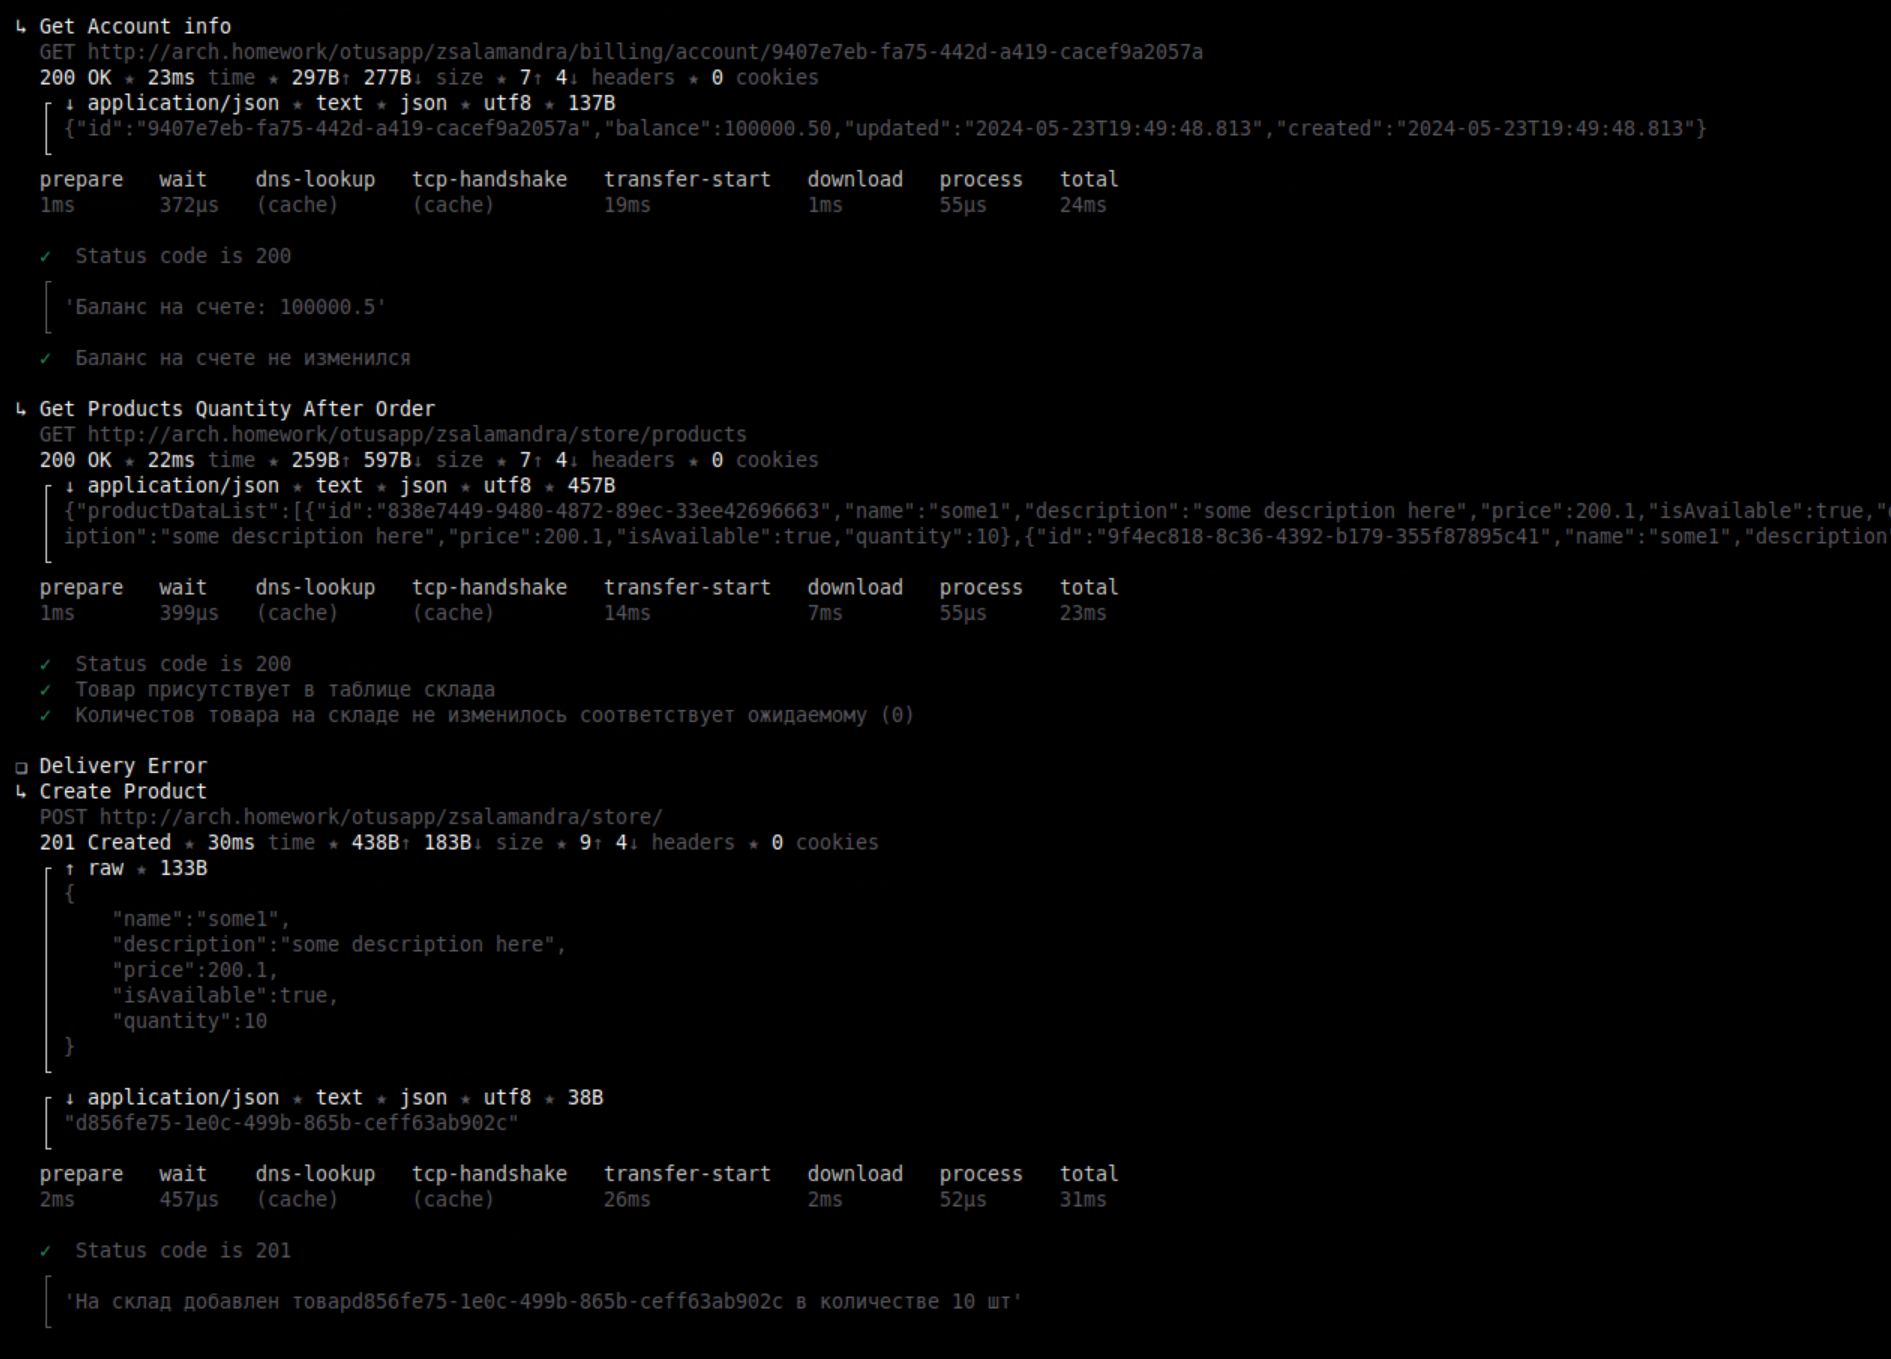 ↳ Get Account info
GET http://arch.homework/otusapp/zsalamandra/billing/account/9407e7eb-fa75-442d-a419-cacef9a2057a
200 OK ★ 23ms time ★ 297B↑ 277B↓ size ★ 7↑ 4↓ headers ★ 0 cookies
↓ application/json ★ text ★ json ★ utf8 ★ 137B
{"id":"9407e7eb-fa75-442d-a419-cacef9a2057a","balance":100000.50,"updated":"2024-05-23T19:49:48.813","created":"2024-05-23T19:49:48.813"}
prepare wait dns-lookup tcp-handshake transfer-start download process total
1ms 372µs (cache) (cache) 19ms 1ms 55µs 24ms
✓ Status code is 200
'Баланс на счете: 100000.5'
✓ Баланс на счете не изменился
↳ Get Products Quantity After Order
GET http://arch.homework/otusapp/zsalamandra/store/products
200 OK ★ 22ms time ★ 259B↑ 597B↓ size ★ 7↑ 4↓ headers ★ 0 cookies
↓ application/json ★ text ★ json ★ utf8 ★ 457B
{"productDataList":[{"id":"838e7449-9480-4872-89ec-33ee42696663","name":"some1","description":"some description here","price":200.1,"isAvailable":true,"
iption":"some description here","price":200.1,"isAvailable":true,"quantity":10},{"id":"9f4ec818-8c36-4392-b179-355f87895c41","name":"some1","description
prepare wait dns-lookup tcp-handshake transfer-start download process total
1ms 399µs (cache) (cache) 14ms 7ms 55µs 23ms
✓ Status code is 200
✓ Товар присутствует в таблице склада
✓ Количестов товара на складе не изменилось соответствует ожидаемому (0)
❏ Delivery Error
↳ Create Product
POST http://arch.homework/otusapp/zsalamandra/store/
201 Created ★ 30ms time ★ 438B↑ 183B↓ size ★ 9↑ 4↓ headers ★ 0 cookies
↑ raw ★ 133B
{
"name":"some1",
"description":"some description here",
"price":200.1,
"isAvailable":true,
"quantity":10
}
↓ application/json ★ text ★ json ★ utf8 ★ 38B
"d856fe75-1e0c-499b-865b-ceff63ab902c"
prepare wait dns-lookup tcp-handshake transfer-start download process total
2ms 457µs (cache) (cache) 26ms 2ms 52µs 31ms
✓ Status code is 201
'На склад добавлен товарd856fe75-1e0c-499b-865b-ceff63ab902c в количестве 10 шт'